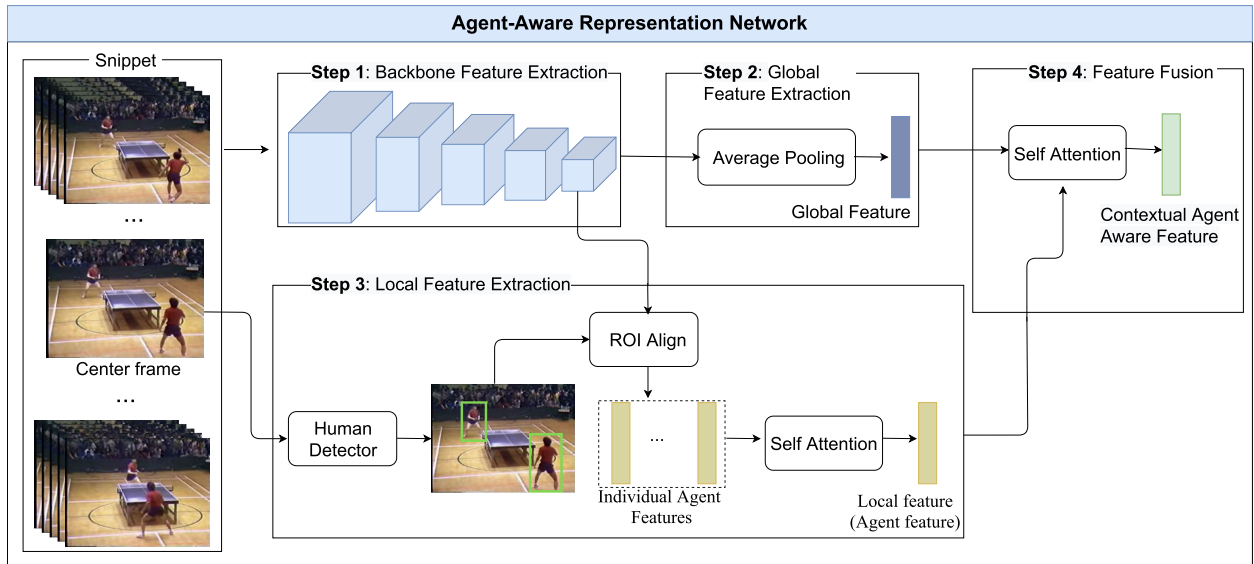 Agent-Aware Representation Network
Snippet
...
Center frame
...
Step 1: Backbone Feature Extraction
Step 2: Global
Feature Extraction
Average Pooling
Global Feature
Step 4: Feature Fusion
Self Attention
Contextual Agent
Aware Feature
Step 3: Local Feature Extraction
ROI Align
Human
Detector
...
Individual Agent
Features
Self Attention
Local feature
(Agent feature)